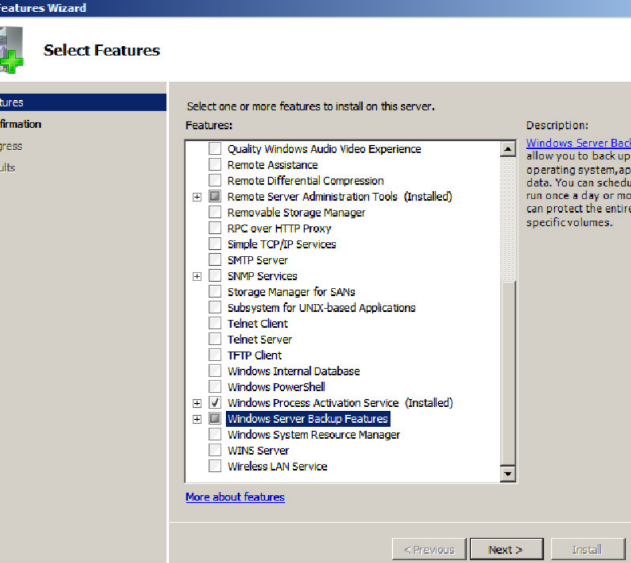 Features Wizard
Select Features
tures
firmation
gress
ults
Select one or more features to install on this server.
Features:
Quality Windows Audio Video Experience
Remote Assistance
Remote Differential Compression
Remote Server Administration Tools (Installed)
Removable Storage Manager
RPC over HTTP Proxy
Simple TCP/IP Services
SMTP Server
SNMP Services
Storage Manager for SANs
Subsystem for UNIX-based Applications
Telnet Client
Telnet Server
TFTP Client
Windows Internal Database
Windows PowerShell
Windows Process Activation Service (Installed)
Windows Server Backup Features
Windows System Resource Manager
WINS Server
Wireless LAN Service
More about features
Description:
Windows Server Back
allow you to back up
operating system,ap
data. You can schedu
run once a day or mo
can protect the entire
specificvolumes.
< Previous
Next >
Install